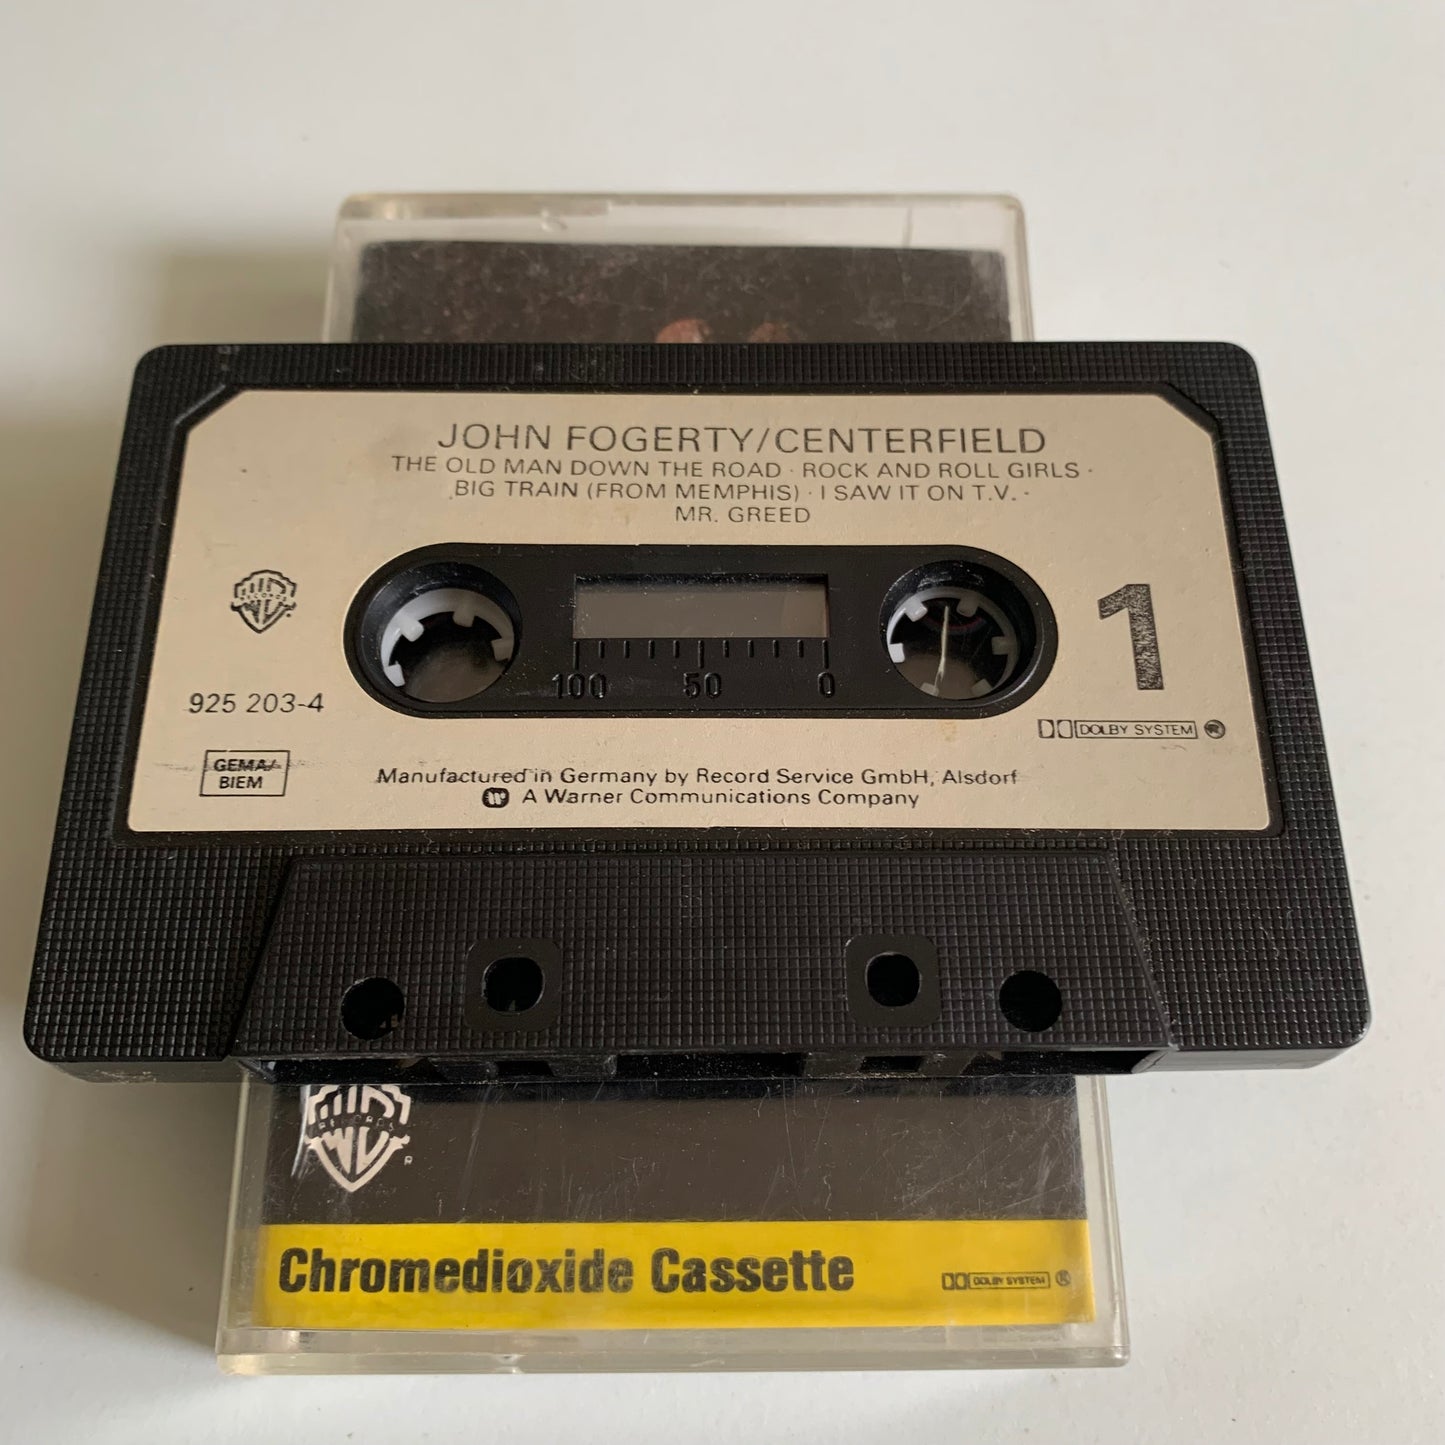 JOHN FOGERTY/CENTERFIELD
THE OLD MAN DOWN THE ROAD · ROCK AND ROLL GIRLS ·
BIG TRAIN (FROM MEMPHIS) · I SAW IT ON T.V. ·
MR. GREED
RECORDS
1
100 50 0
925 203-4
DOLBY SYSTEM ®
GEMA/
BIEM
Manufactured in Germany by Record Service GmbH, Alsdorf
A Warner Communications Company
RECORDS
R
Chromedioxide Cassette
DOLBY SYSTEM ®